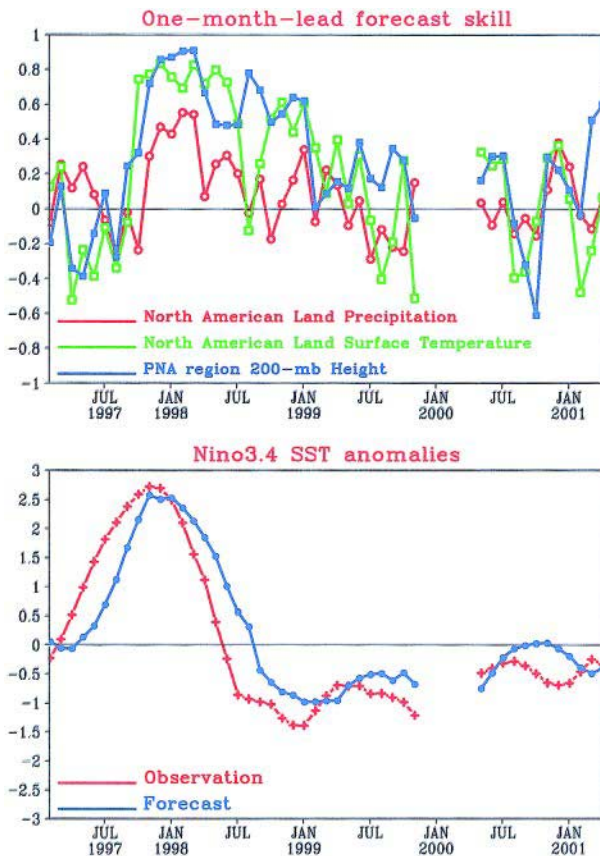 One-month-lead forecast skill
1
0.8
0.6
0.4
0.2
0
-0.2
-0.4
-0.6
-0.8
-1
North American Land Precipitation
North American Land Surface Temperature
PNA region 200-mb Height
JUL JAN JUL JAN JUL JAN JUL JAN
1997 1998 1999 2000 2001
Nino3.4 SST anomalies
3
2.5
2
1.5
1
0.5
0
-0.5
-1
-1.5
-2
-2.5
-3
Observation
Forecast
JUL JAN JUL JAN JUL JAN JUL JAN
1997 1998 1999 2000 2001